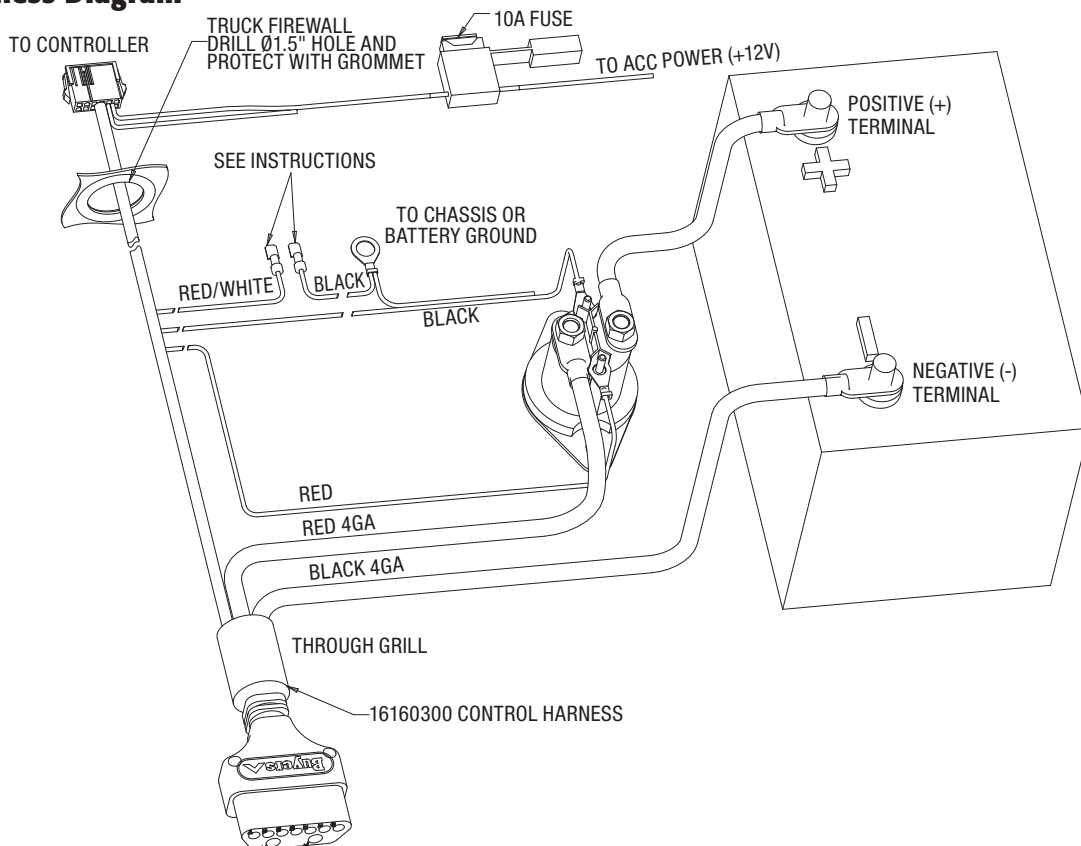 ness Diagram
TO CONTROLLER
TRUCK FIREWALL
DRILL Ø1.5" HOLE AND
PROTECT WITH GROMMET
10A FUSE
TO ACC POWER (+12V)
POSITIVE (+)
TERMINAL
SEE INSTRUCTIONS
TO CHASSIS OR
BATTERY GROUND
RED/WHITE
BLACK
BLACK
NEGATIVE (-)
TERMINAL
RED
RED 4GA
BLACK 4GA
THROUGH GRILL
16160300 CONTROL HARNESS
Buyers